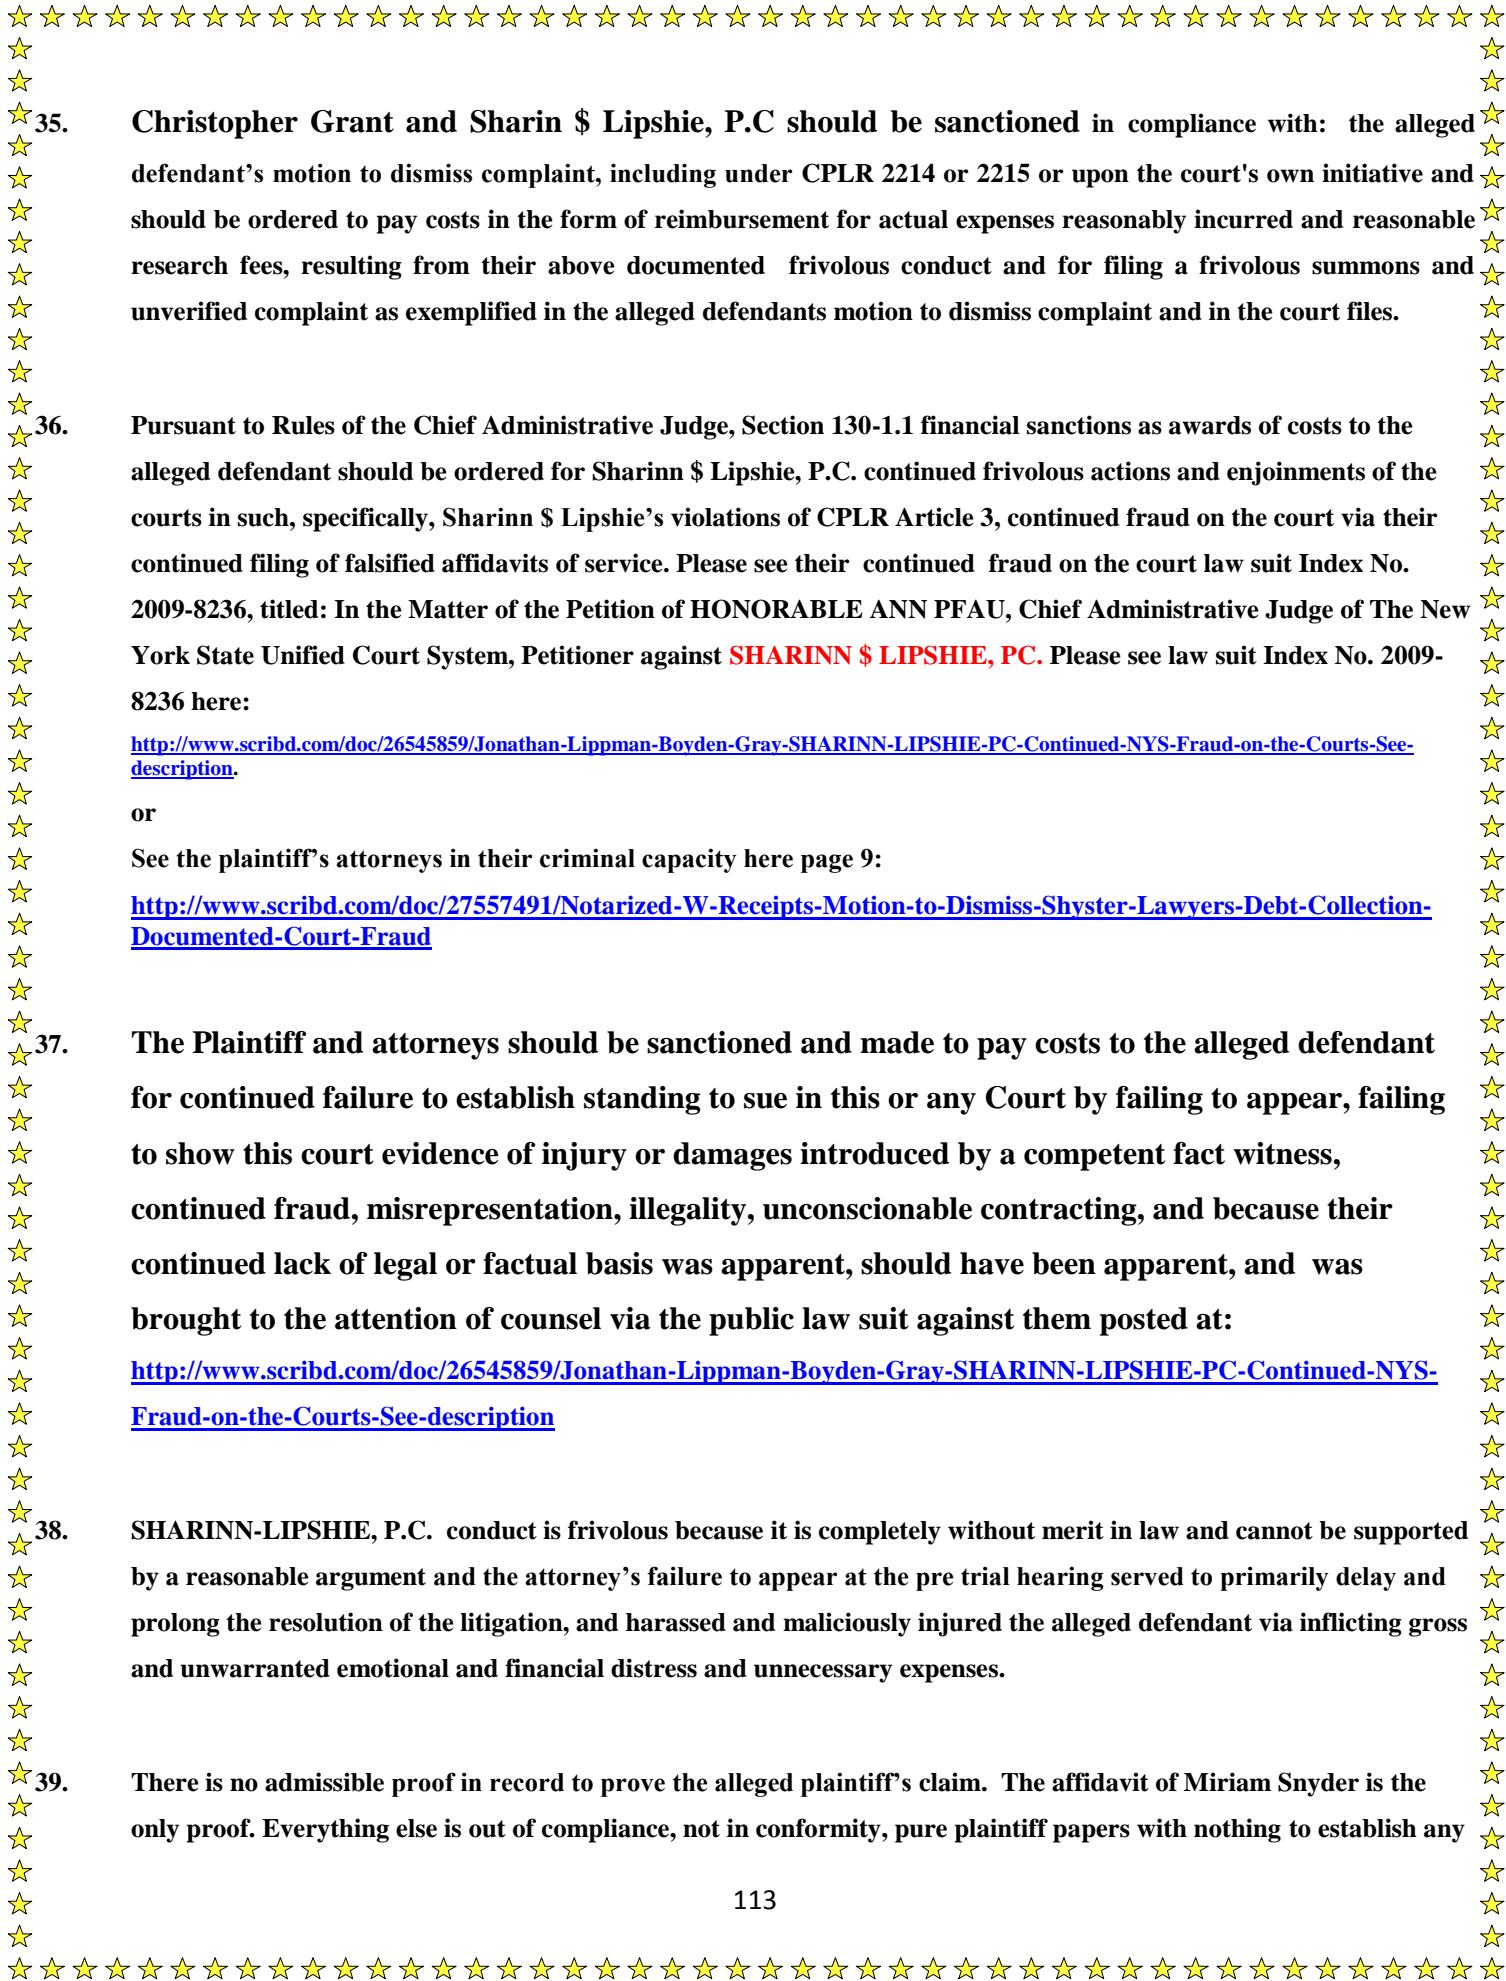 35. Christopher Grant and Sharin $ Lipshie, P.C should be sanctioned in compliance with: the alleged
defendant’s motion to dismiss complaint, including under CPLR 2214 or 2215 or upon the court's own initiative and
should be ordered to pay costs in the form of reimbursement for actual expenses reasonably incurred and reasonable
research fees, resulting from their above documented frivolous conduct and for filing a frivolous summons and
unverified complaint as exemplified in the alleged defendants motion to dismiss complaint and in the court files.
36. Pursuant to Rules of the Chief Administrative Judge, Section 130-1.1 financial sanctions as awards of costs to the
alleged defendant should be ordered for Sharinn $ Lipshie, P.C. continued frivolous actions and enjoinments of the
courts in such, specifically, Sharinn $ Lipshie’s violations of CPLR Article 3, continued fraud on the court via their
continued filing of falsified affidavits of service. Please see their continued fraud on the court law suit Index No.
2009-8236, titled: In the Matter of the Petition of HONORABLE ANN PFAU, Chief Administrative Judge of The New
York State Unified Court System, Petitioner against SHARINN $ LIPSHIE, PC. Please see law suit Index No. 2009-
8236 here:
http://www.scribd.com/doc/26545859/Jonathan-Lippman-Boyden-Gray-SHARINN-LIPSHIE-PC-Continued-NYS-Fraud-on-the-Courts-See-
description.
or
See the plaintiff’s attorneys in their criminal capacity here page 9:
http://www.scribd.com/doc/27557491/Notarized-W-Receipts-Motion-to-Dismiss-Shyster-Lawyers-Debt-Collection-
Documented-Court-Fraud
37. The Plaintiff and attorneys should be sanctioned and made to pay costs to the alleged defendant
for continued failure to establish standing to sue in this or any Court by failing to appear, failing
to show this court evidence of injury or damages introduced by a competent fact witness,
continued fraud, misrepresentation, illegality, unconscionable contracting, and because their
continued lack of legal or factual basis was apparent, should have been apparent, and was
brought to the attention of counsel via the public law suit against them posted at:
http://www.scribd.com/doc/26545859/Jonathan-Lippman-Boyden-Gray-SHARINN-LIPSHIE-PC-Continued-NYS-
Fraud-on-the-Courts-See-description
38. SHARINN-LIPSHIE, P.C. conduct is frivolous because it is completely without merit in law and cannot be supported
by a reasonable argument and the attorney’s failure to appear at the pre trial hearing served to primarily delay and
prolong the resolution of the litigation, and harassed and maliciously injured the alleged defendant via inflicting gross
and unwarranted emotional and financial distress and unnecessary expenses.
39. There is no admissible proof in record to prove the alleged plaintiff’s claim. The affidavit of Miriam Snyder is the
only proof. Everything else is out of compliance, not in conformity, pure plaintiff papers with nothing to establish any
113